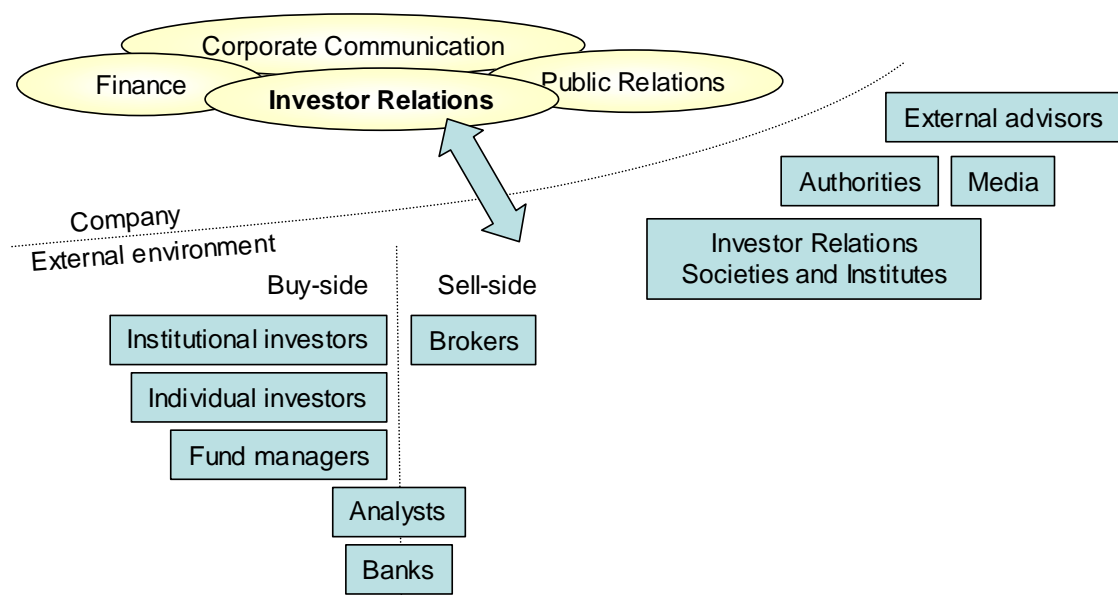 Corporate Communication
Finance
Public Relations
Investor Relations
External advisors
Authorities
Media
Company
External environment
Investor Relations
Societies and Institutes
Buy-side
Sell-side
Institutional investors
Brokers
Individual investors
Fund managers
Analysts
Banks